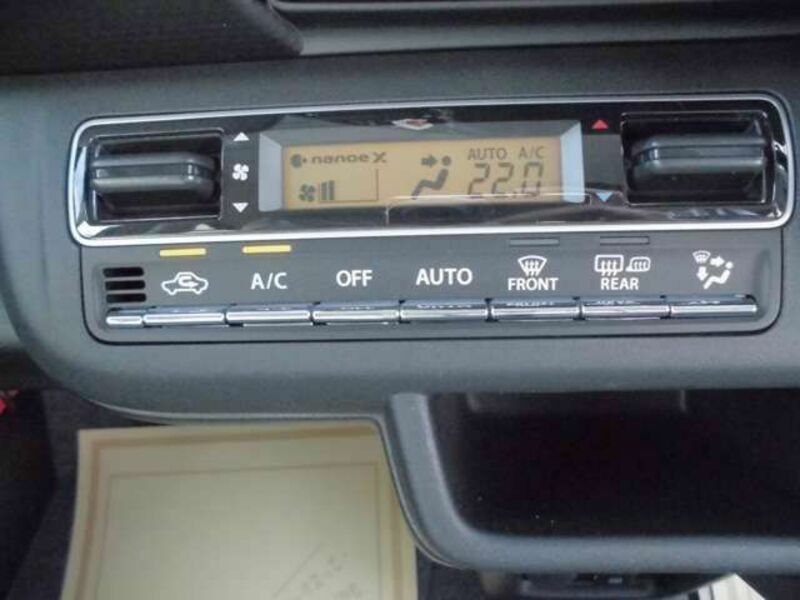 nanoe X
AUTO A/C
22.0
A/C
OFF
AUTO
FRONT
REAR